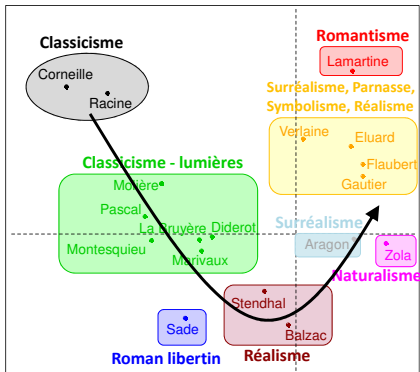 Classicisme
Corneille
Racine
Romantisme
Lamartine
Surréalisme, Parnasse,
Symbolisme, Réalisme
Verlaine
Eluard
Flaubert
Gautier
Classicisme - lumières
Molière
Pascal
La Bruyère
Diderot
Montesquieu
Marivaux
Surréalisme
Aragon
Zola
Naturalisme
Stendhal
Balzac
Réalisme
Sade
Roman libertin